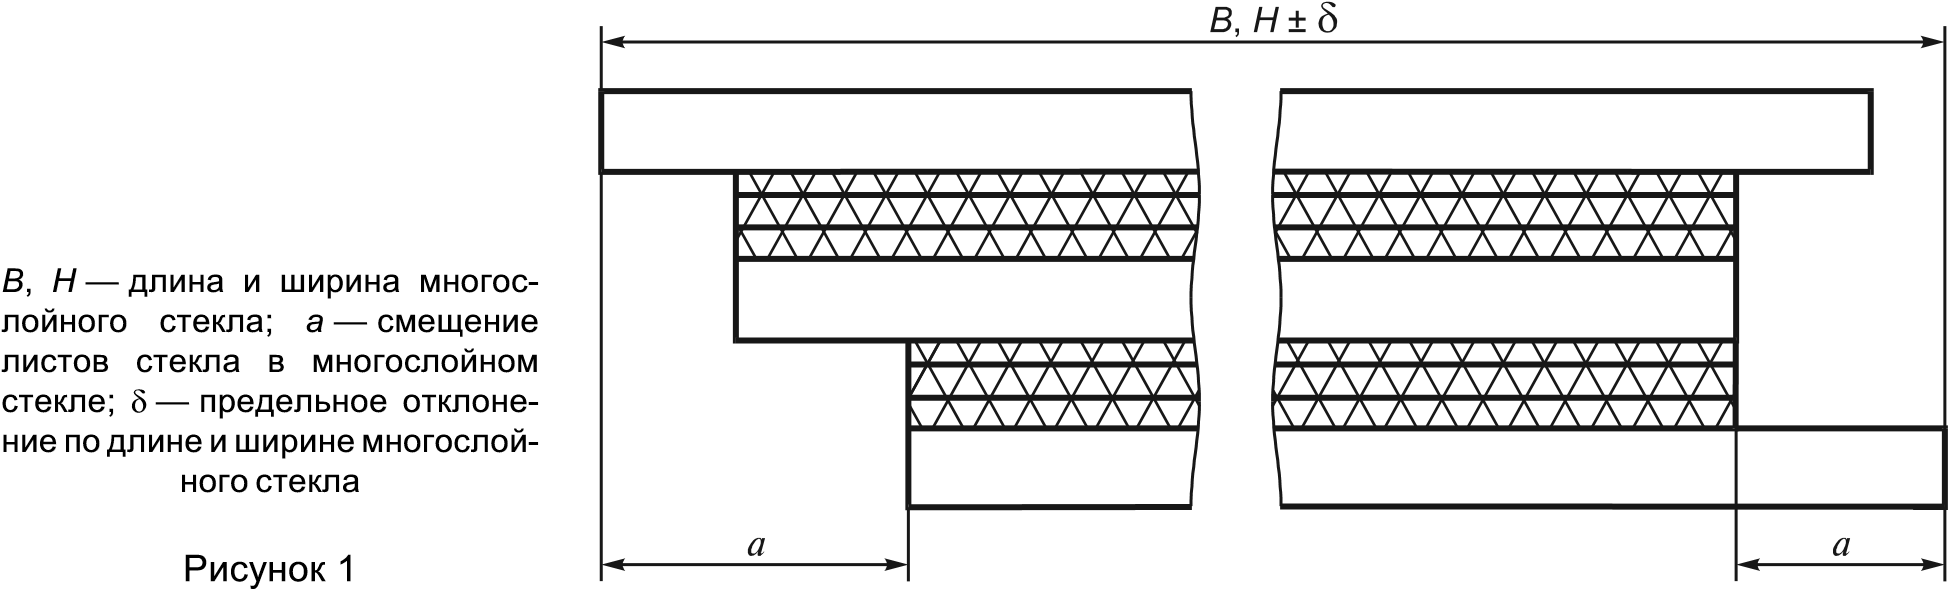 B, H ± δ
B, H — длина и ширина многос-
лойного стекла; a — смещение
листов стекла в многослойном
стекле; δ — предельное отклоне-
ние по длине и ширине многослой-
ного стекла
a
a
Рисунок 1